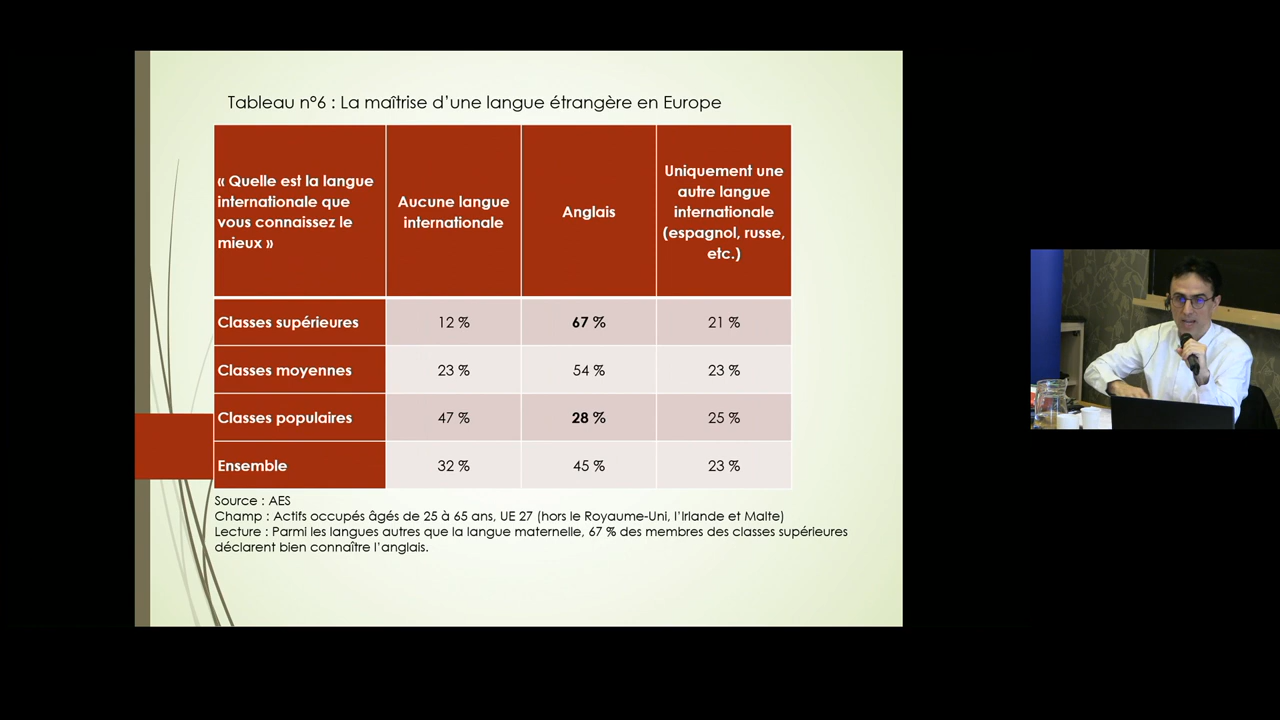 Tableau n°6 : La maîtrise d'une langue étrangère en Europe
« Quelle est la langue
internationale que
vous connaissez le
mieux »
Aucune langue
internationale
Anglais
Uniquement une
autre langue
internationale
(espagnol, russe,
etc.)
Classes supérieures
12 %
67 %
21 %
Classes moyennes
23 %
54 %
23 %
Classes populaires
47 %
28 %
25 %
Ensemble
32 %
45 %
23 %
Source : AES
Champ : Actifs occupés âgés de 25 à 65 ans, UE 27 (hors le Royaume-Uni, l'Irlande et Malte)
Lecture : Parmi les langues autres que la langue maternelle, 67 % des membres des classes supérieures
déclarent bien connaître l'anglais.